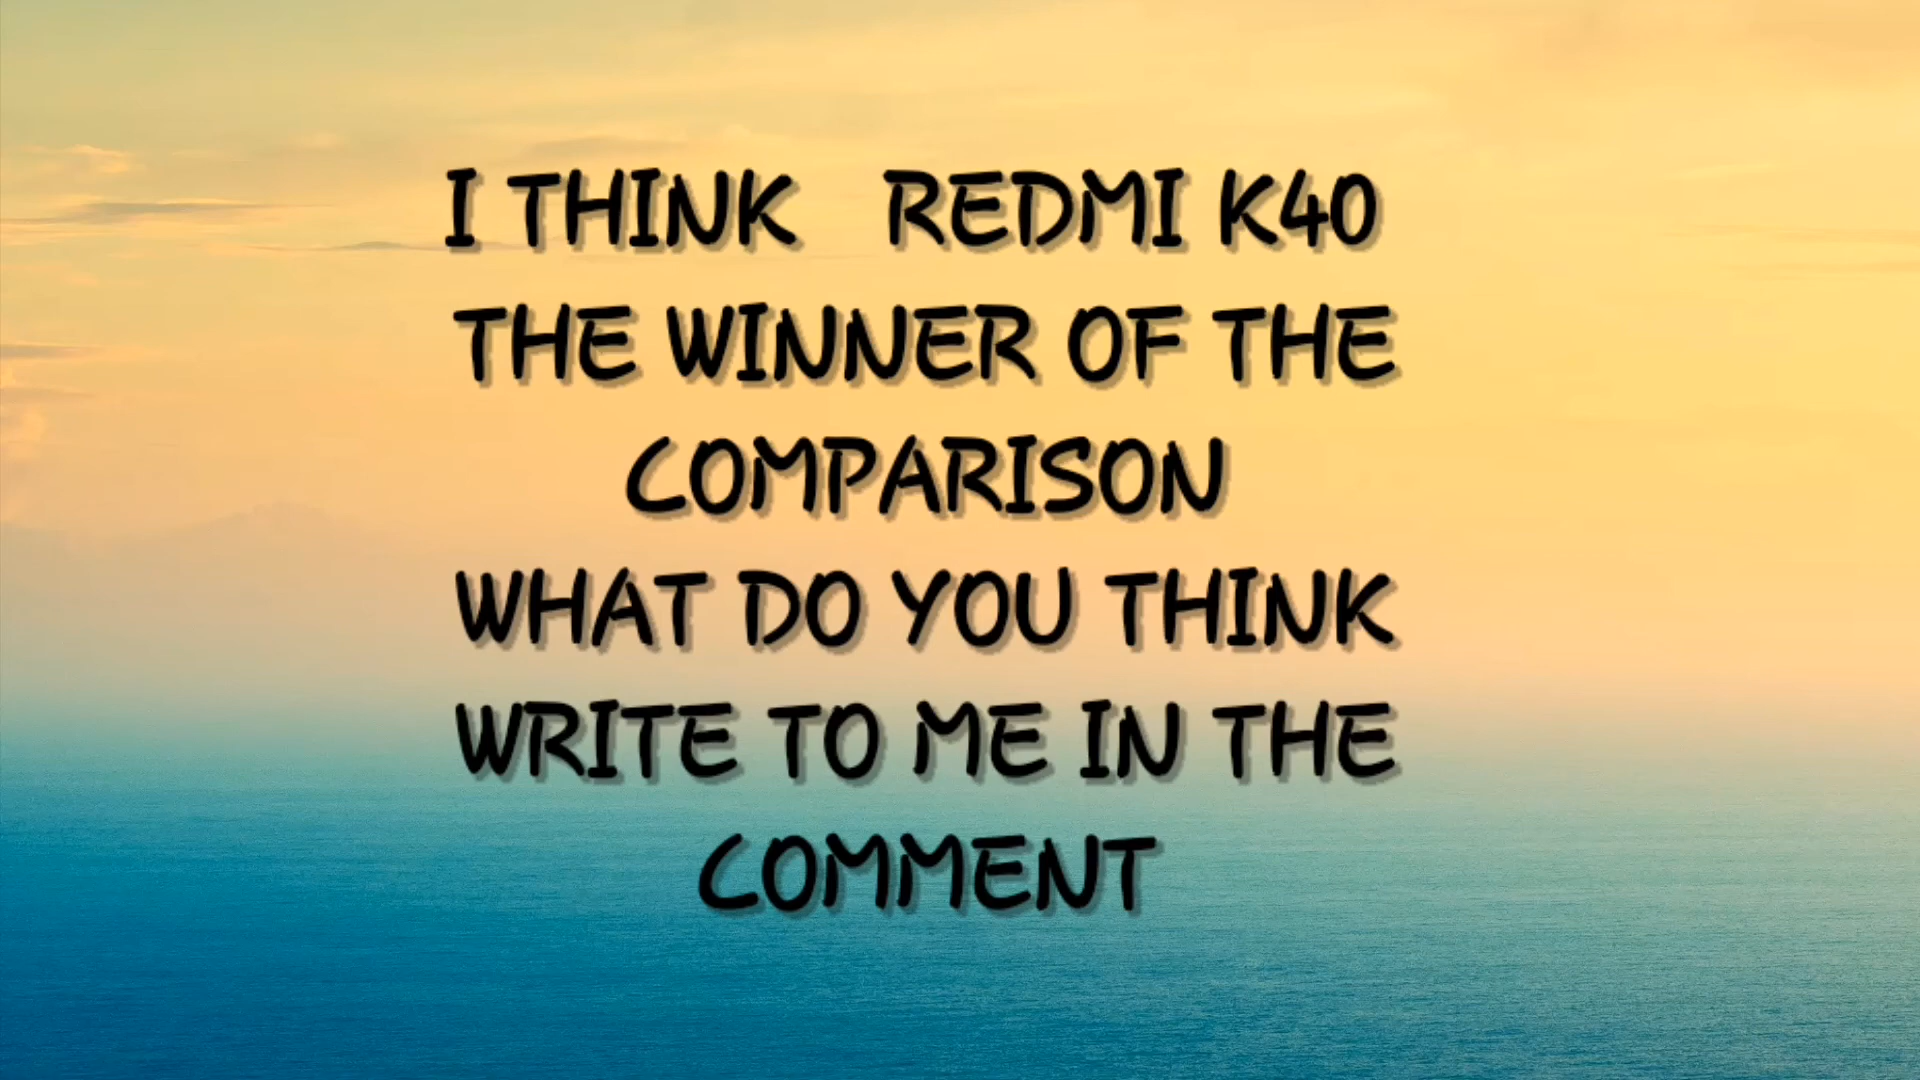 I THINK REDMI K40
THE WINNER OF THE
COMPARISON
WHAT DO YOU THINK
WRITE TO ME IN THE
COMMENT